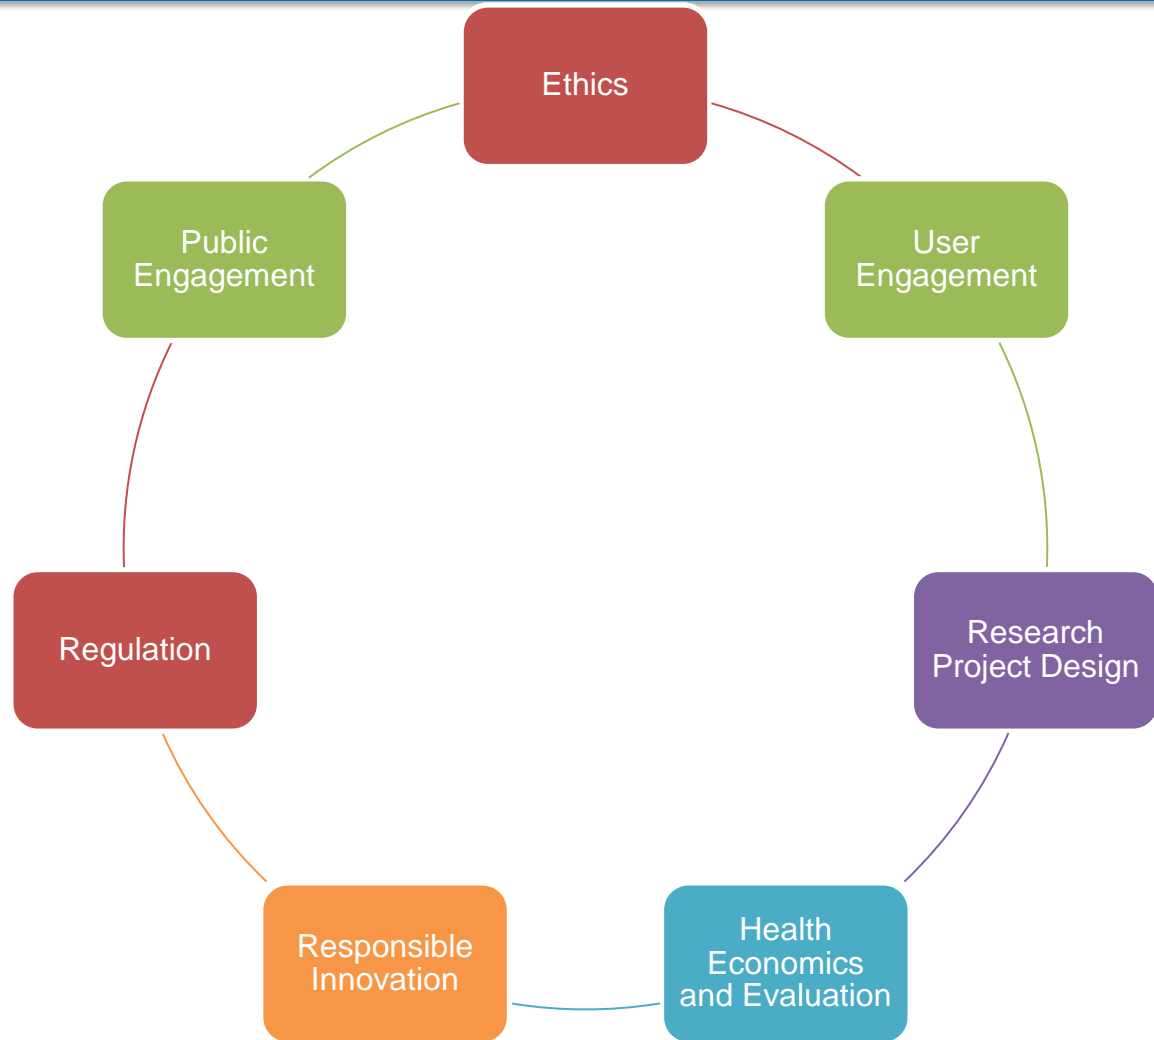 Ethics
User
Engagement
Research
Project Design
Health
Economics
and Evaluation
Responsible
Innovation
Regulation
Public
Engagement